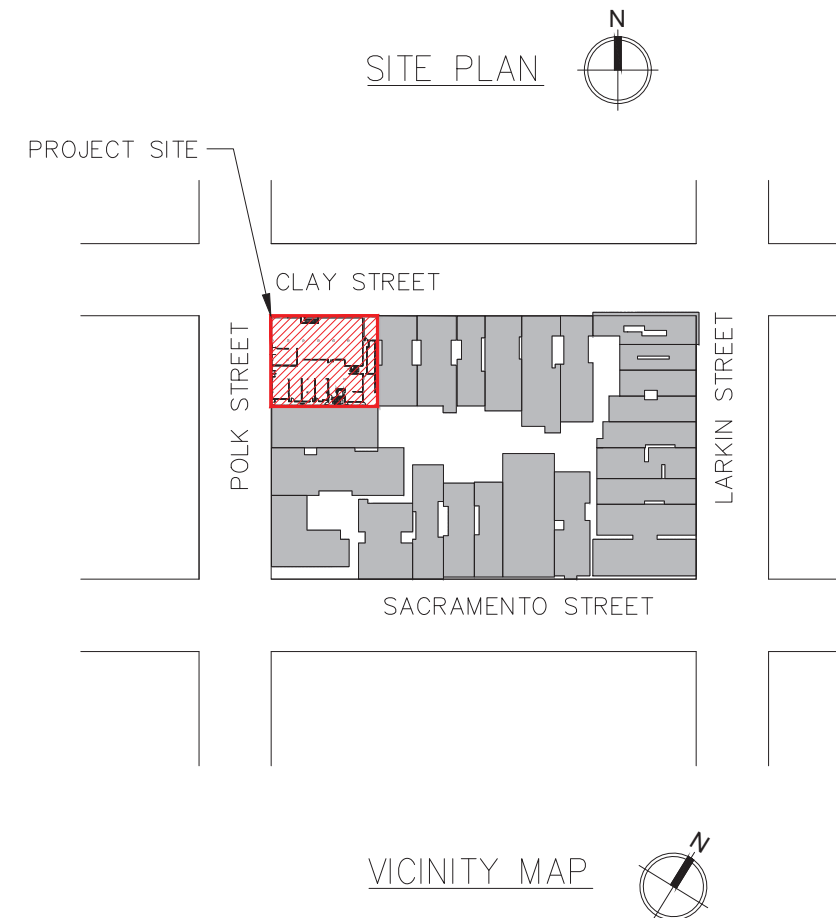 N
SITE PLAN
PROJECT SITE
CLAY STREET
POLK STREET
LARKIN STREET
SACRAMENTO STREET
VICINITY MAP
N